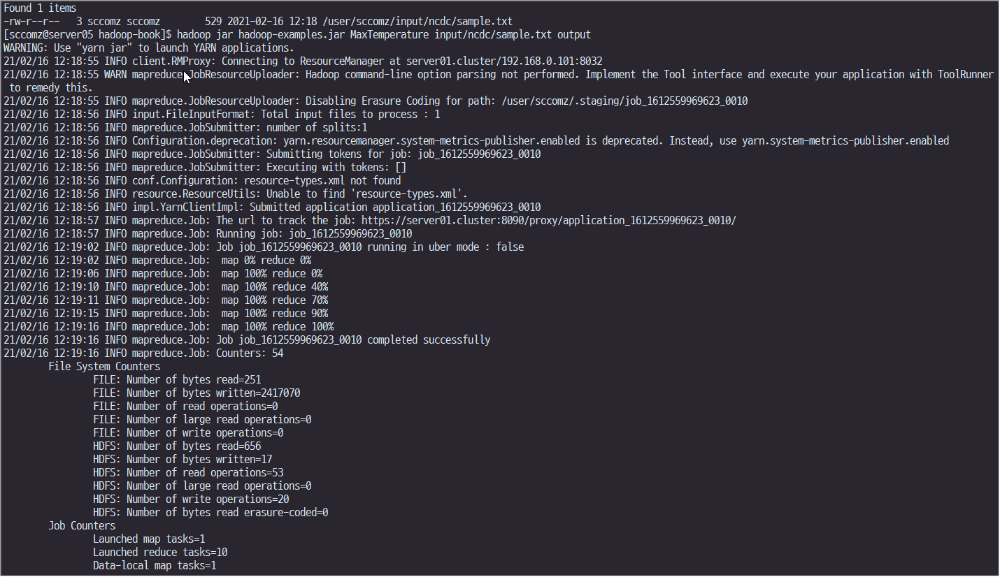 Found 1 items
-rw-r--r--   3 sccomz sccomz        529 2021-02-16 12:18 /user/sccomz/input/ncdc/sample.txt
[sccomz@server05 hadoop-book]$ hadoop jar hadoop-examples.jar MaxTemperature input/ncdc/sample.txt output
WARNING: Use "yarn jar" to launch YARN applications.
21/02/16 12:18:55 INFO client.RMProxy: Connecting to ResourceManager at server01.cluster/192.168.0.101:8032
21/02/16 12:18:55 WARN mapreduce.JobResourceUploader: Hadoop command-line option parsing not performed. Implement the Tool interface and execute your application with ToolRunner
 to remedy this.
21/02/16 12:18:55 INFO mapreduce.JobResourceUploader: Disabling Erasure Coding for path: /user/sccomz/.staging/job_1612559969623_0010
21/02/16 12:18:56 INFO input.FileInputFormat: Total input files to process : 1
21/02/16 12:18:56 INFO mapreduce.JobSubmitter: number of splits:1
21/02/16 12:18:56 INFO Configuration.deprecation: yarn.resourcemanager.system-metrics-publisher.enabled is deprecated. Instead, use yarn.system-metrics-publisher.enabled
21/02/16 12:18:56 INFO mapreduce.JobSubmitter: Submitting tokens for job: job_1612559969623_0010
21/02/16 12:18:56 INFO mapreduce.JobSubmitter: Executing with tokens: []
21/02/16 12:18:56 INFO conf.Configuration: resource-types.xml not found
21/02/16 12:18:56 INFO resource.ResourceUtils: Unable to find 'resource-types.xml'.
21/02/16 12:18:56 INFO impl.YarnClientImpl: Submitted application application_1612559969623_0010
21/02/16 12:18:57 INFO mapreduce.Job: The url to track the job: https://server01.cluster:8090/proxy/application_1612559969623_0010/
21/02/16 12:18:57 INFO mapreduce.Job: Running job: job_1612559969623_0010
21/02/16 12:19:02 INFO mapreduce.Job: Job job_1612559969623_0010 running in uber mode : false
21/02/16 12:19:02 INFO mapreduce.Job:  map 0% reduce 0%
21/02/16 12:19:06 INFO mapreduce.Job:  map 100% reduce 0%
21/02/16 12:19:10 INFO mapreduce.Job:  map 100% reduce 40%
21/02/16 12:19:11 INFO mapreduce.Job:  map 100% reduce 70%
21/02/16 12:19:15 INFO mapreduce.Job:  map 100% reduce 90%
21/02/16 12:19:16 INFO mapreduce.Job:  map 100% reduce 100%
21/02/16 12:19:16 INFO mapreduce.Job: Job job_1612559969623_0010 completed successfully
21/02/16 12:19:16 INFO mapreduce.Job: Counters: 54
        File System Counters
                FILE: Number of bytes read=251
                FILE: Number of bytes written=2417070
                FILE: Number of read operations=0
                FILE: Number of large read operations=0
                FILE: Number of write operations=0
                HDFS: Number of bytes read=656
                HDFS: Number of bytes written=17
                HDFS: Number of read operations=53
                HDFS: Number of large read operations=0
                HDFS: Number of write operations=20
                HDFS: Number of bytes read erasure-coded=0
        Job Counters
                Launched map tasks=1
                Launched reduce tasks=10
                Data-local map tasks=1